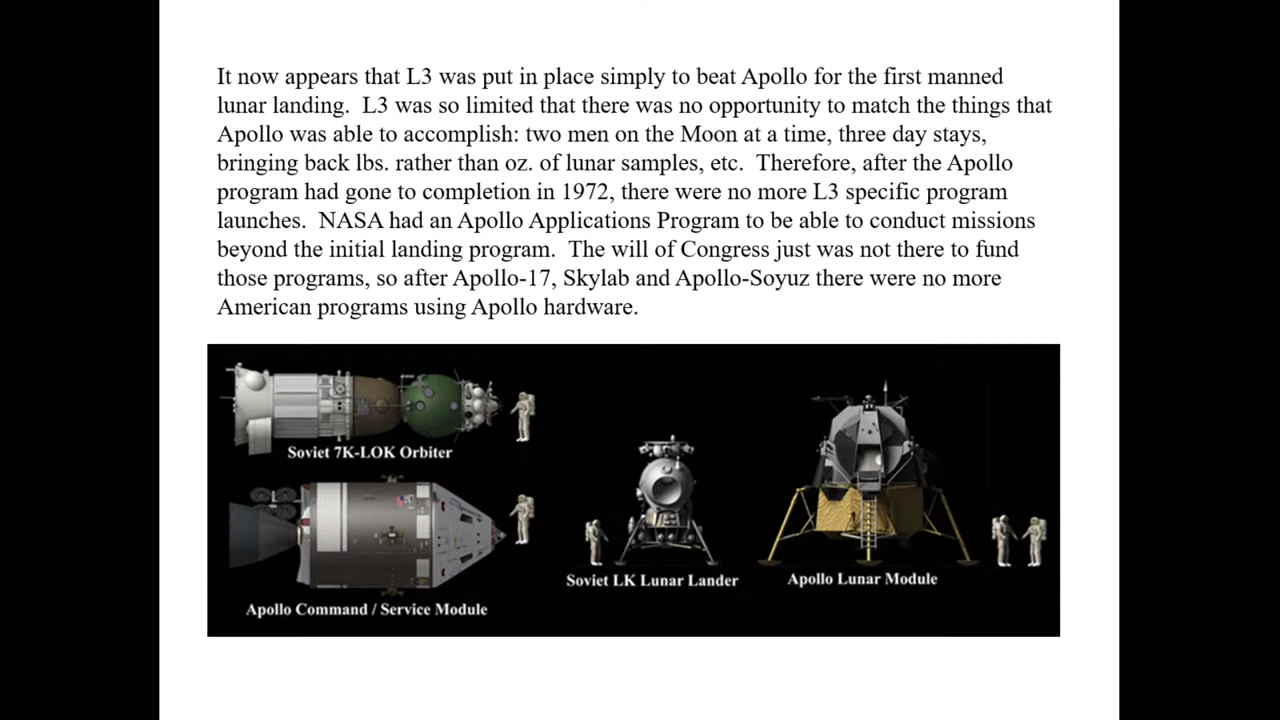 It now appears that L3 was put in place simply to beat Apollo for the first manned
lunar landing.  L3 was so limited that there was no opportunity to match the things that
Apollo was able to accomplish: two men on the Moon at a time, three day stays,
bringing back lbs. rather than oz. of lunar samples, etc.  Therefore, after the Apollo
program had gone to completion in 1972, there were no more L3 specific program
launches.  NASA had an Apollo Applications Program to be able to conduct missions
beyond the initial landing program.  The will of Congress just was not there to fund
those programs, so after Apollo-17, Skylab and Apollo-Soyuz there were no more
American programs using Apollo hardware.
Soviet 7K-LOK Orbiter
Apollo Command / Service Module
Soviet LK Lunar Lander
Apollo Lunar Module